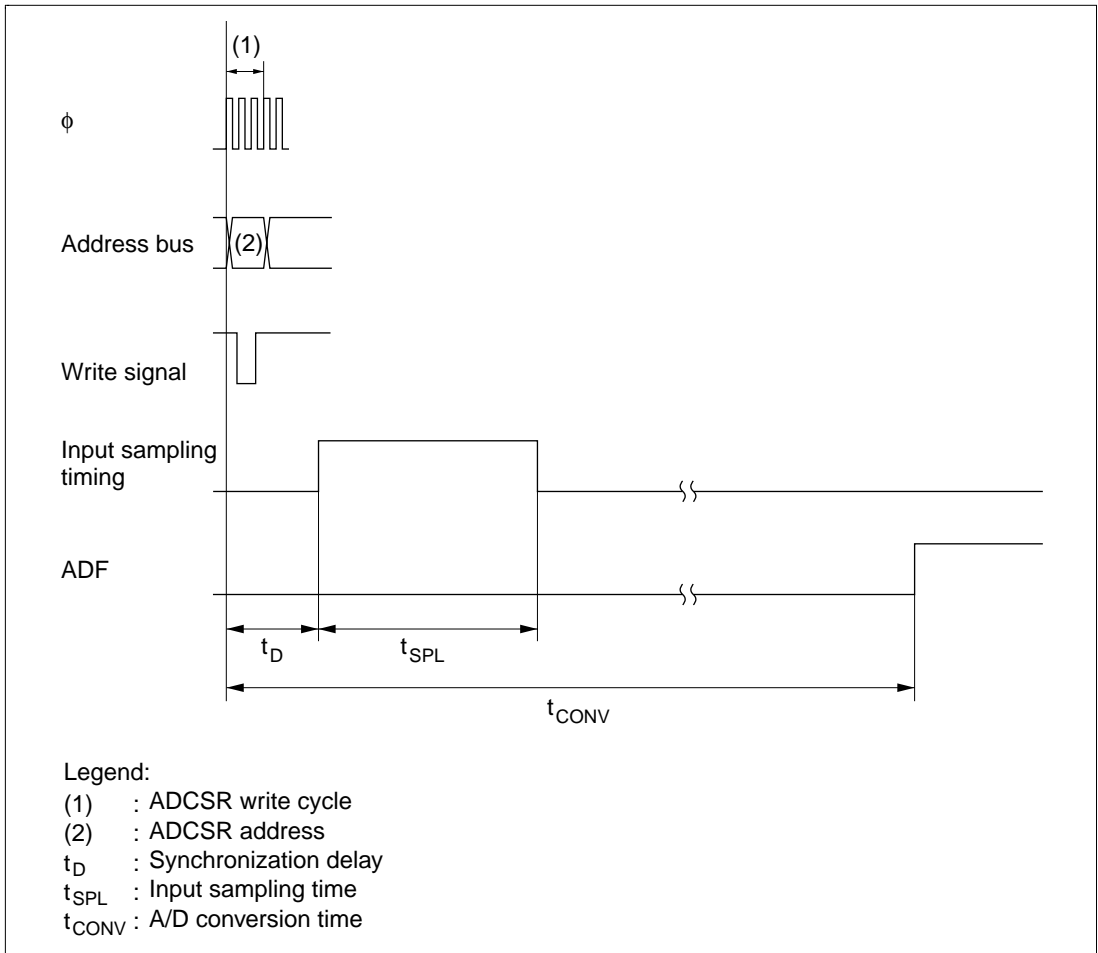 (1)
φ
Address bus
(2)
Write signal
Input sampling
timing
ADF
tD
tSPL
tCONV
Legend:
(1) : ADCSR write cycle
(2) : ADCSR address
tD : Synchronization delay
tSPL : Input sampling time
tCONV : A/D conversion time